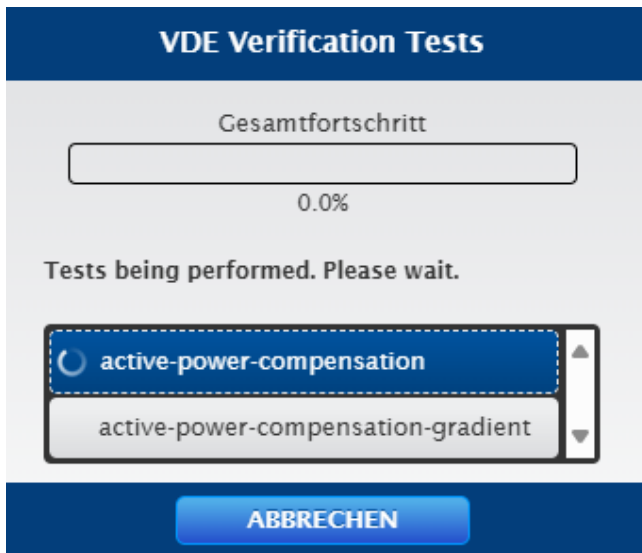 VDE Verification Tests
Gesamtfortschritt
0.0%
Tests being performed. Please wait.
active-power-compensation
active-power-compensation-gradient
ABBRECHEN